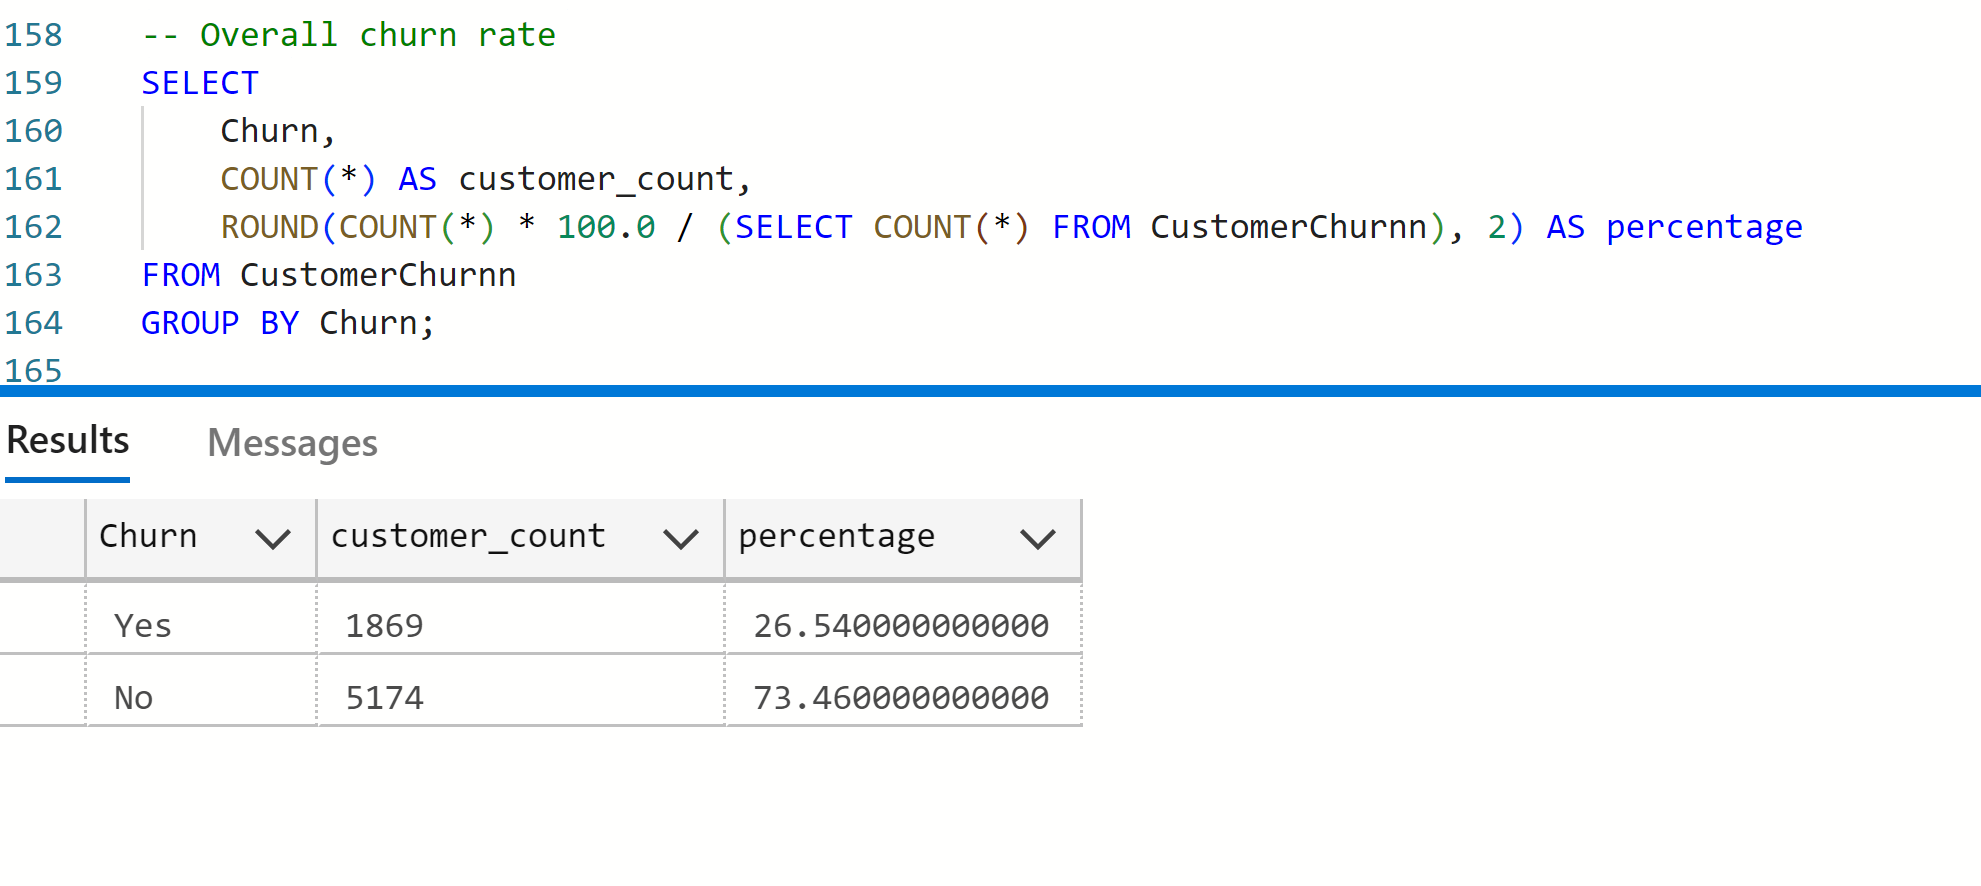 158 -- Overall churn rate
159 SELECT
160 Churn,
161 COUNT(*) AS customer_count,
162 ROUND(COUNT(*) * 100.0 / (SELECT COUNT(*) FROM CustomerChurnn), 2) AS percentage
163 FROM CustomerChurnn
164 GROUP BY Churn;
165
Results Messages
Churn customer_count percentage
Yes 1869 26.540000000000
No 5174 73.460000000000